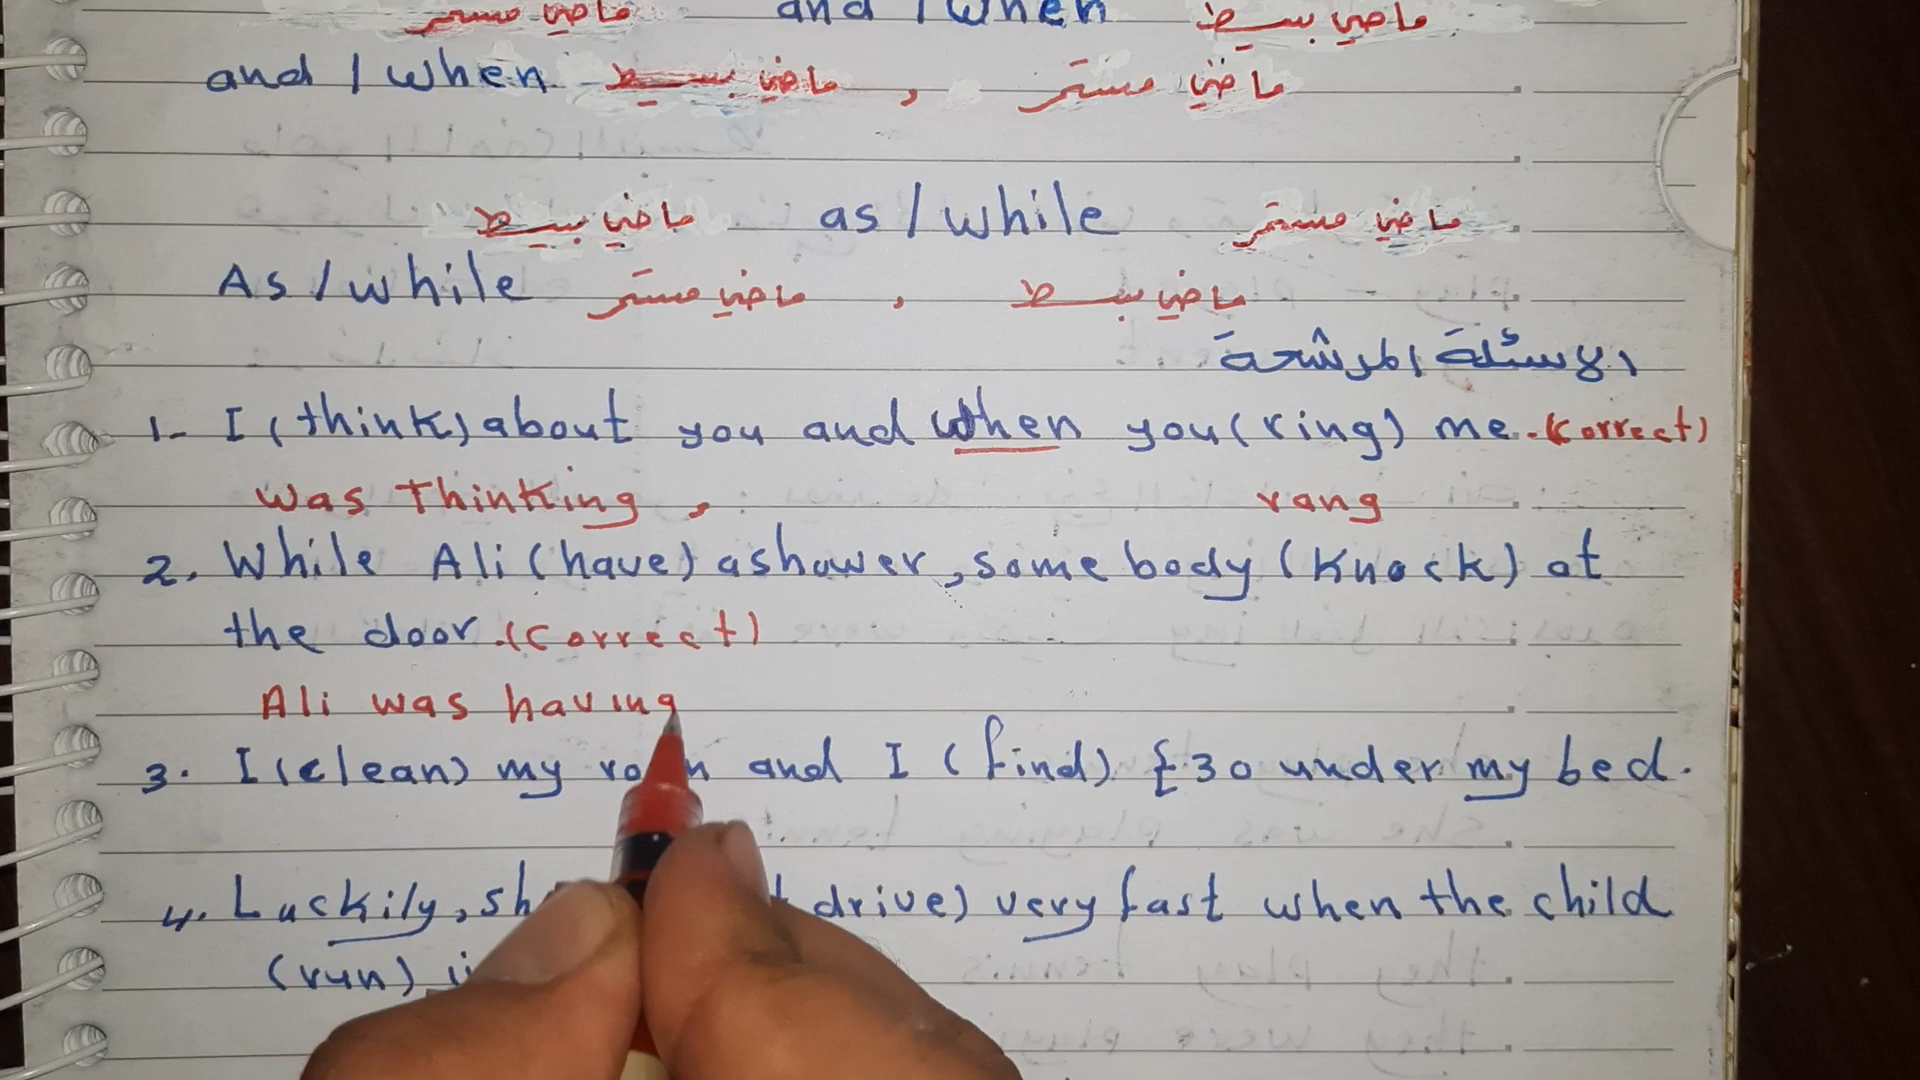 ماضي مستمر and / when ماضي بسيط
and / when ماضي بسيط , ماضي مستمر .
ماضي بسيط as / while ماضي مستمر
As / while ماضي مستمر , ماضي بسيط
الاسئلة المرشحة
1- I (think) about you and when you (ring) me. (correct)
was Thinking , rang
2. While Ali (have) a shower, some body (knock) at
the door. (correct)
Ali was having
3. I (clean) my and I (find) £30 under my bed.
4. Luckily, drive) very fast when the child
(run)